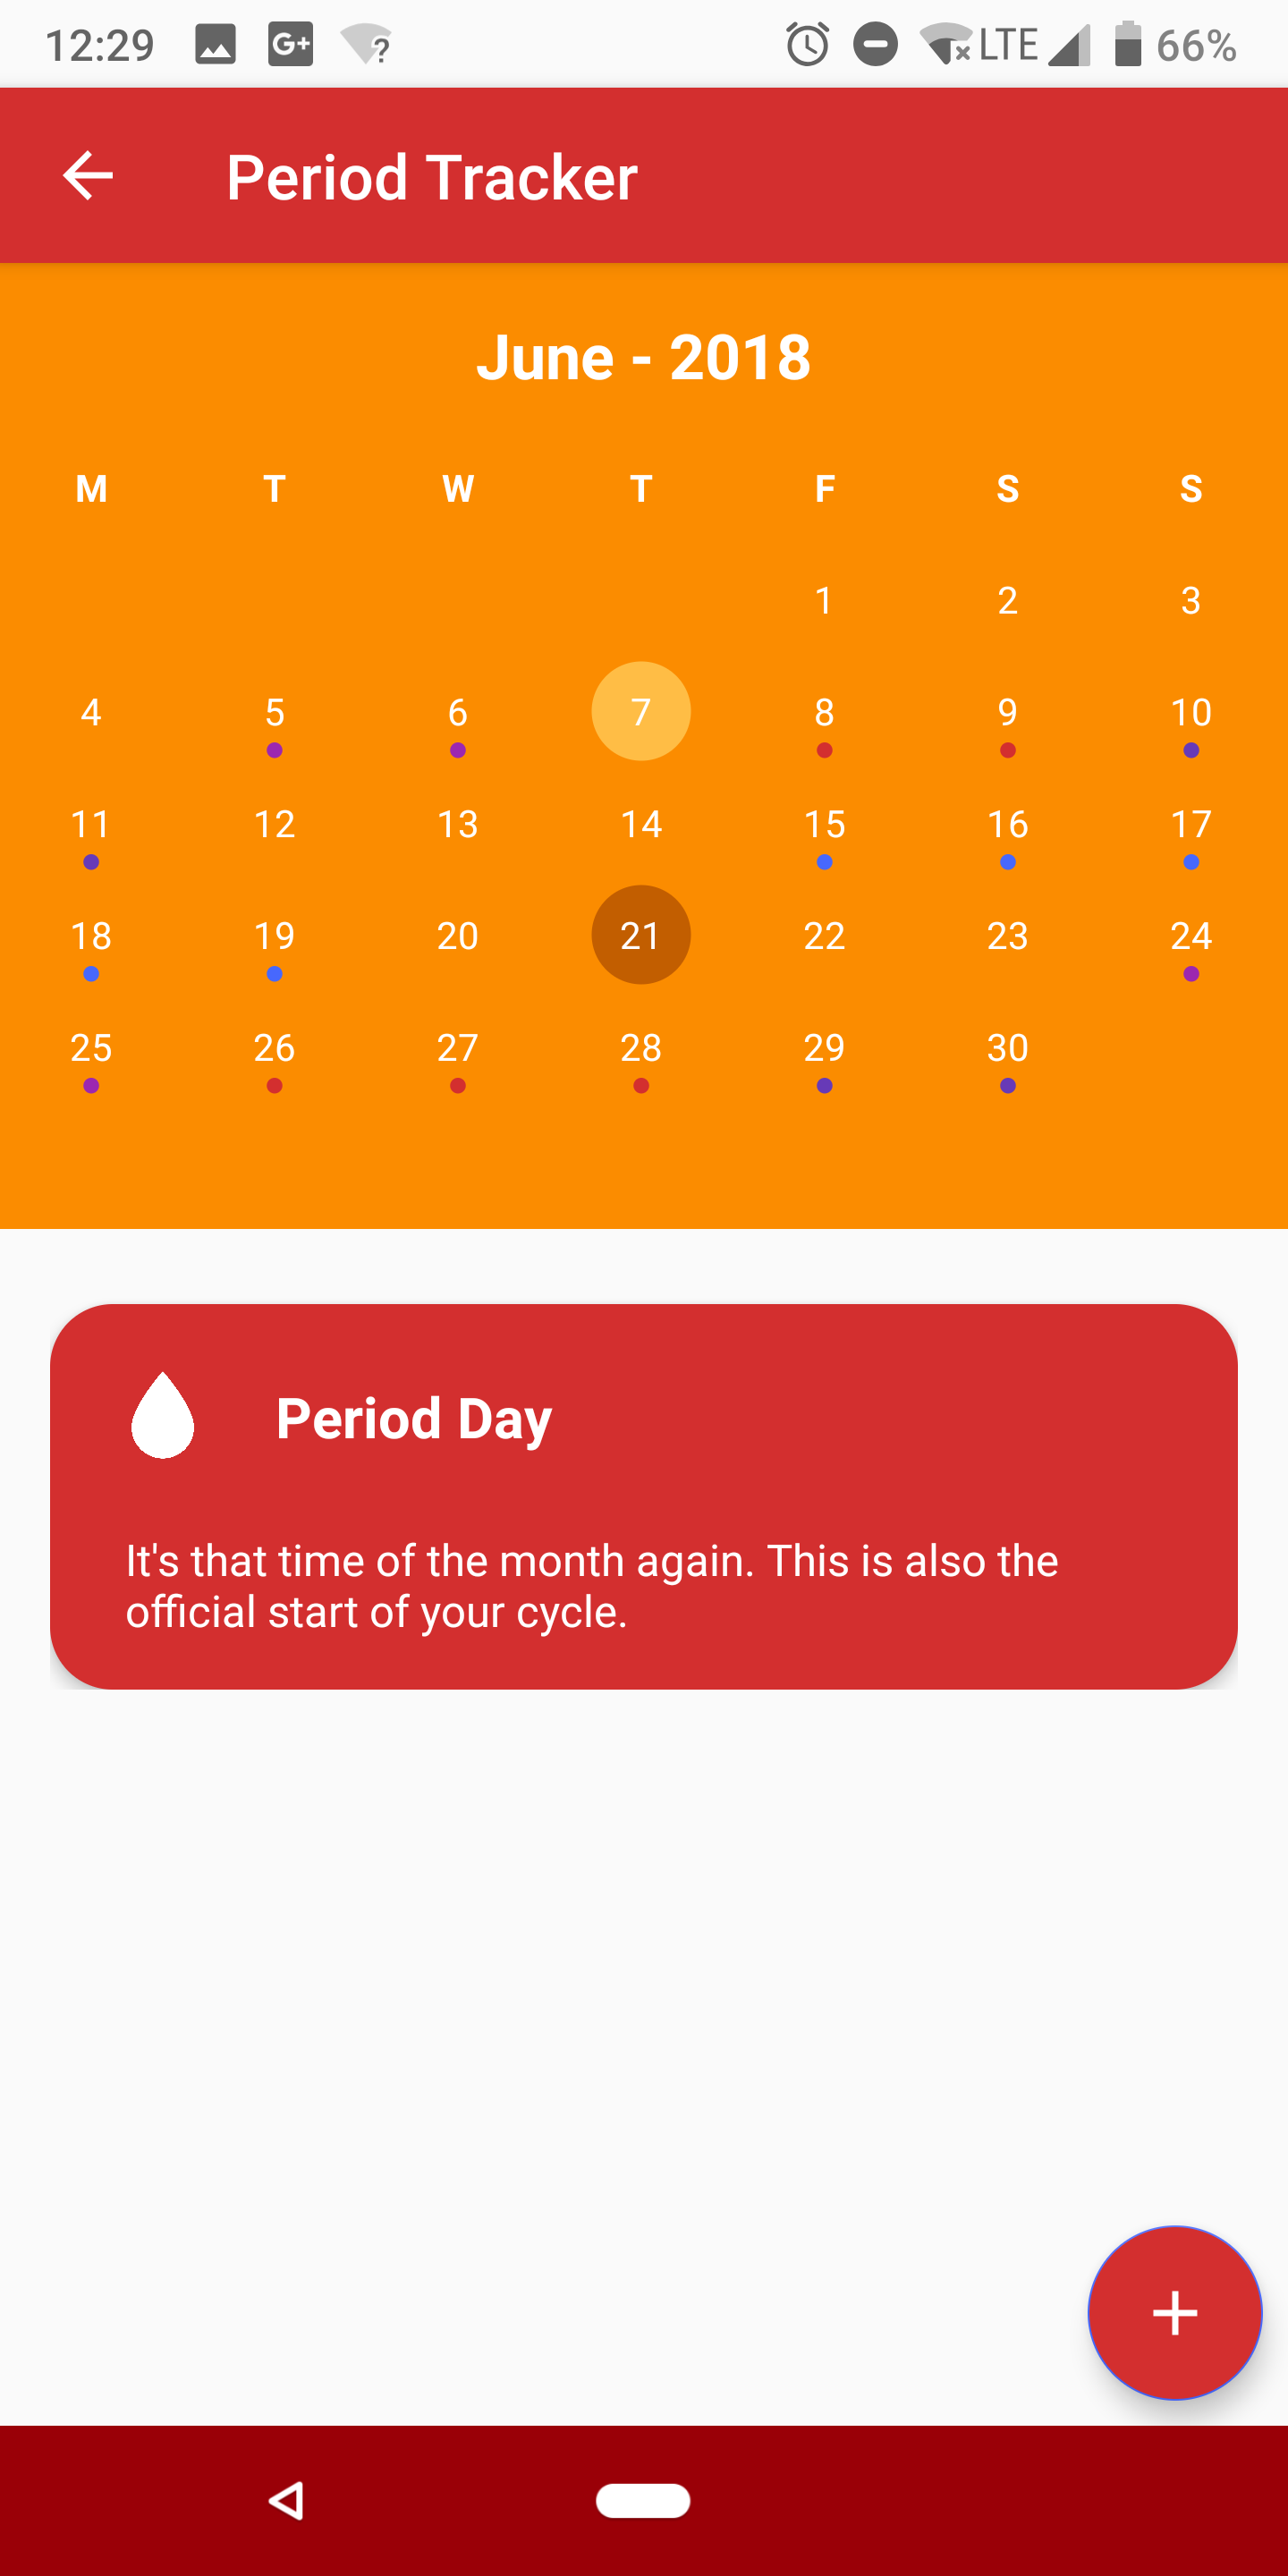 12:29 G+ ? LTE 66%
Period Tracker
June - 2018
M T W T F S S
1 2 3
4 5 6 7 8 9 10
11 12 13 14 15 16 17
18 19 20 21 22 23 24
25 26 27 28 29 30
Period Day
It's that time of the month again. This is also the
official start of your cycle.